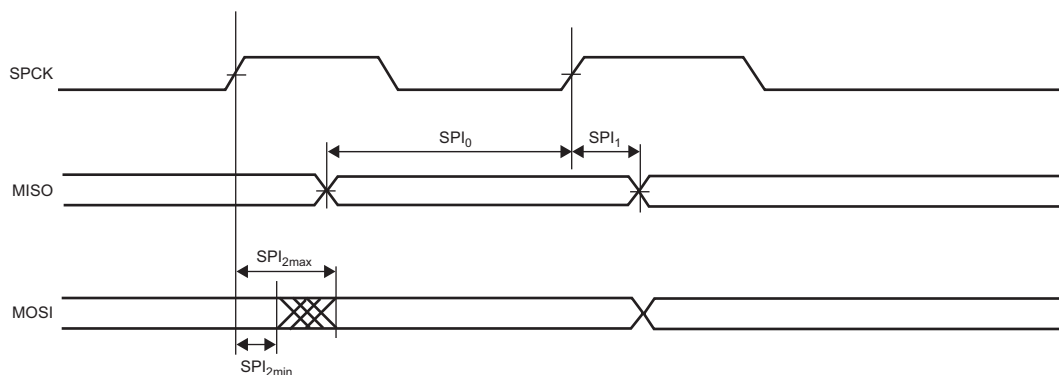 SPCK
SPI₀ SPI₁
MISO
SPI₂max
MOSI
SPI₂min